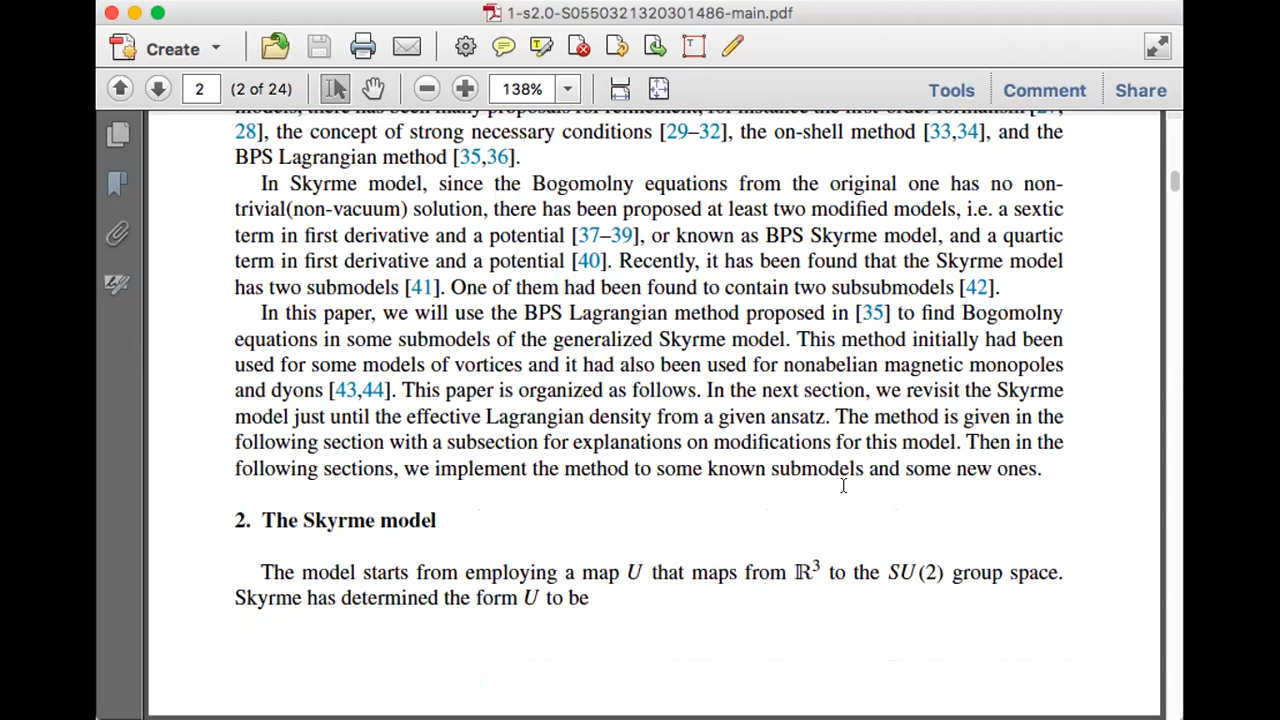 1-s2.0-S0550321320301486-main.pdf
Create
2 (2 of 24) 138% Tools Comment Share
28], the concept of strong necessary conditions [29–32], the on-shell method [33,34], and the
BPS Lagrangian method [35,36].
In Skyrme model, since the Bogomolny equations from the original one has no non-
trivial(non-vacuum) solution, there has been proposed at least two modified models, i.e. a sextic
term in first derivative and a potential [37–39], or known as BPS Skyrme model, and a quartic
term in first derivative and a potential [40]. Recently, it has been found that the Skyrme model
has two submodels [41]. One of them had been found to contain two subsubmodels [42].
In this paper, we will use the BPS Lagrangian method proposed in [35] to find Bogomolny
equations in some submodels of the generalized Skyrme model. This method initially had been
used for some models of vortices and it had also been used for nonabelian magnetic monopoles
and dyons [43,44]. This paper is organized as follows. In the next section, we revisit the Skyrme
model just until the effective Lagrangian density from a given ansatz. The method is given in the
following section with a subsection for explanations on modifications for this model. Then in the
following sections, we implement the method to some known submodels and some new ones.
2. The Skyrme model
The model starts from employing a map U that maps from ℝ³ to the SU(2) group space.
Skyrme has determined the form U to be